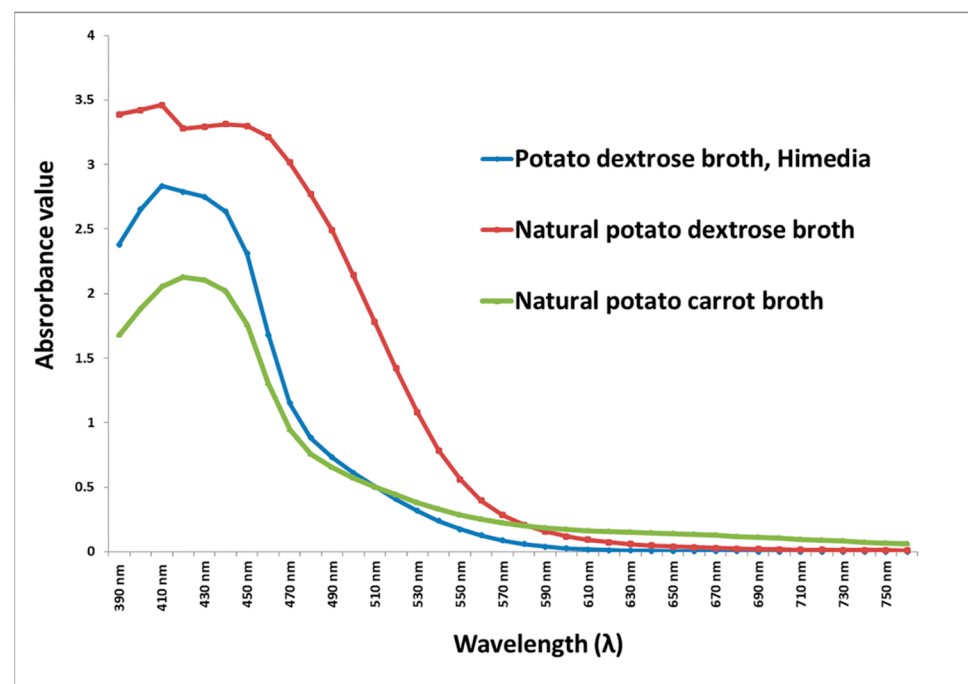 4
3.5
3
2.5
2
1.5
1
0.5
0
Absrorbance value
Potato dextrose broth, Himedia
Natural potato dextrose broth
Natural potato carrot broth
390 nm
410 nm
430 nm
450 nm
470 nm
490 nm
510 nm
530 nm
550 nm
570 nm
590 nm
610 nm
630 nm
650 nm
670 nm
690 nm
710 nm
730 nm
750 nm
Wavelength (λ)